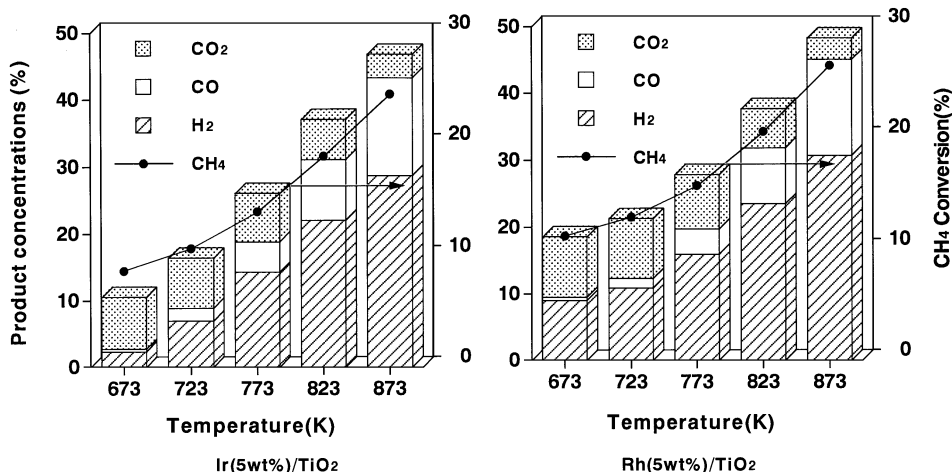 Product concentrations (%)
50
40
30
20
10
0
CO2
CO
H2
CH4
30
20
10
0
673 723 773 823 873
Temperature(K)
Ir(5wt%)/TiO2
50
40
30
20
10
0
CO2
CO
H2
CH4
30
20
10
0
CH4 Conversion(%)
673 723 773 823 873
Temperature(K)
Rh(5wt%)/TiO2